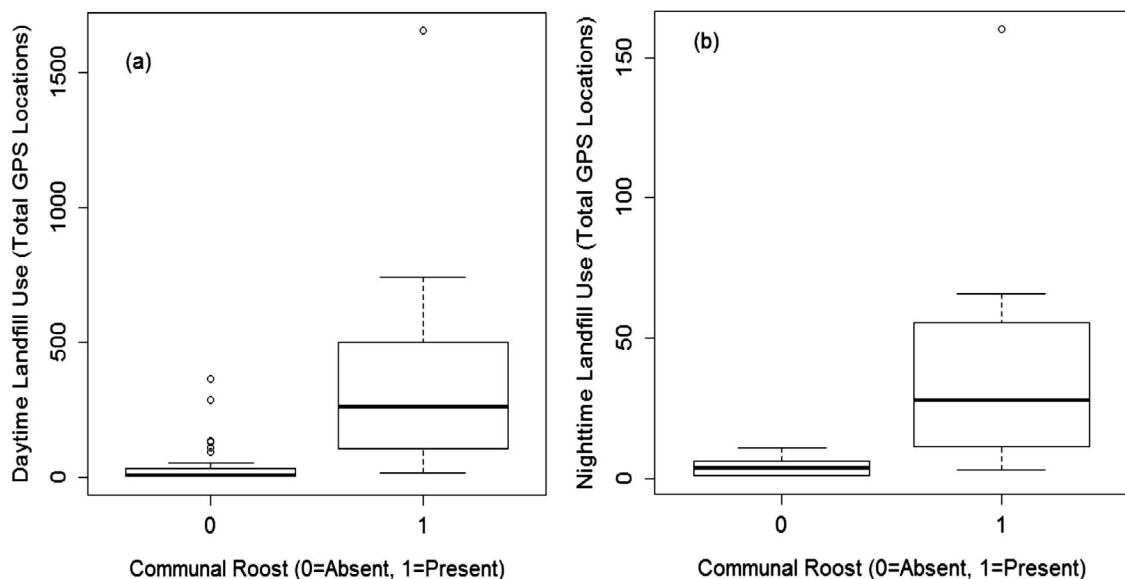 Daytime Landfill Use (Total GPS Locations)
(a)
1500
1000
500
0
0 1
Communal Roost (0=Absent, 1=Present)
Nighttime Landfill Use (Total GPS Locations)
(b)
150
100
50
0
0 1
Communal Roost (0=Absent, 1=Present)